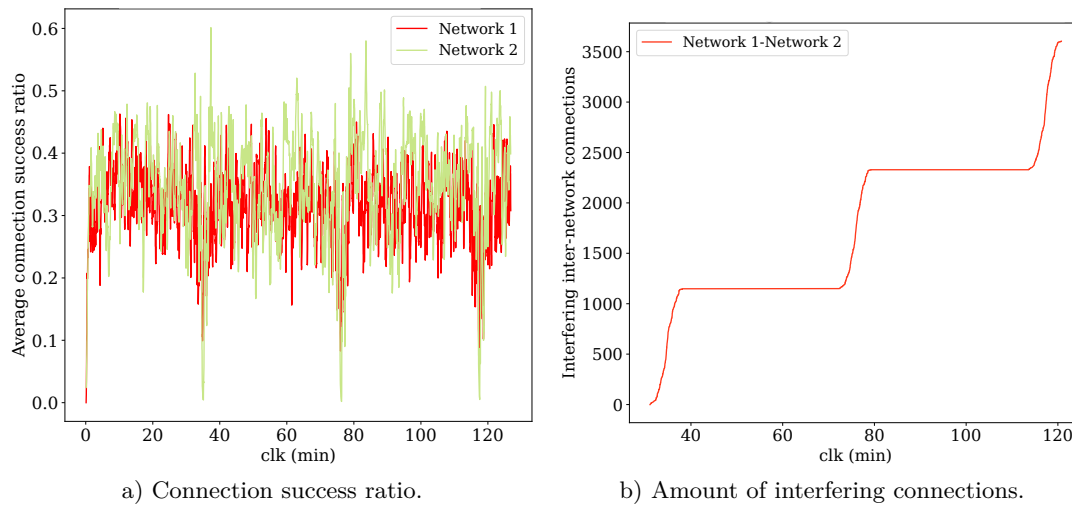 Average connection success ratio
0.6
0.5
0.4
0.3
0.2
0.1
0.0
Network 1
Network 2
0 20 40 60 80 100 120
clk (min)
a) Connection success ratio.
Interfering inter-network connections
3500
3000
2500
2000
1500
1000
500
0
Network 1-Network 2
40 60 80 100 120
clk (min)
b) Amount of interfering connections.